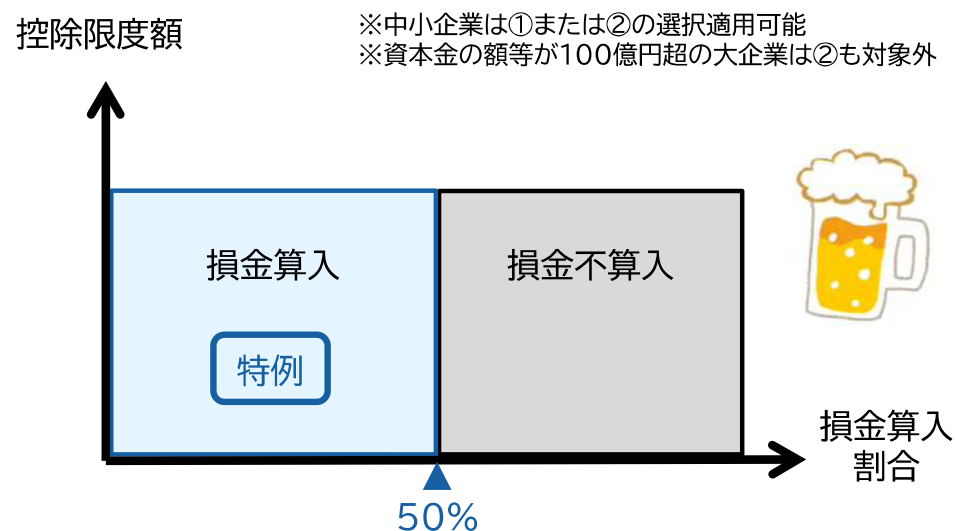 控除限度額
※中小企業は①または②の選択適用可能
※資本金の額等が100億円超の大企業は②も対象外
損金算入
損金不算入
特例
損金算入
割合
50%